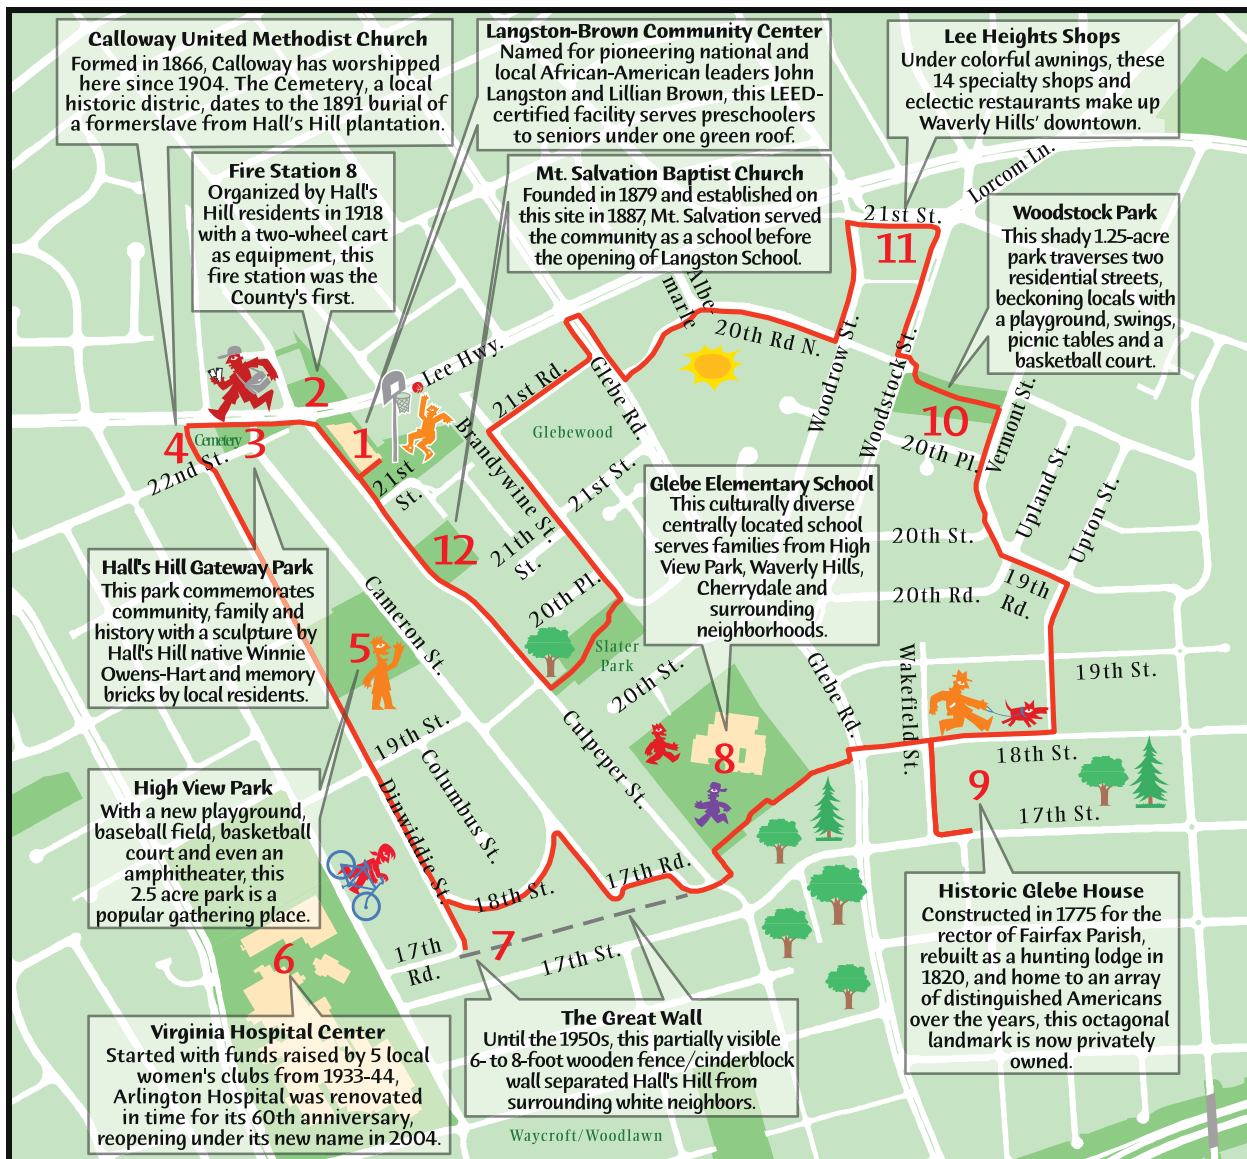 Calloway United Methodist Church
Formed in 1866, Calloway has worshipped
here since 1904. The Cemetery, a local
historic distric, dates to the 1891 burial of
a formerslave from Hall's Hill plantation.
Langston-Brown Community Center
Named for pioneering national and
local African-American leaders John
Langston and Lillian Brown, this LEED-
certified facility serves preschoolers
to seniors under one green roof.
Lee Heights Shops
Under colorful awnings, these
14 specialty shops and
eclectic restaurants make up
Waverly Hills' downtown.
Fire Station 8
Organized by Hall's
Hill residents in 1918
with a two-wheel cart
as equipment, this
fire station was the
County's first.
Mt. Salvation Baptist Church
Founded in 1879 and established on
this site in 1887, Mt. Salvation served
the community as a school before
the opening of Langston School.
Lorcom Ln.
21st St.
11
Woodstock Park
This shady 1.25-acre
park traverses two
residential streets,
beckoning locals with
a playground, swings,
picnic tables and a
basketball court.
Albe-
marle
20th Rd N.
Woodrow St.
Woodstock St.
Lee Hwy.
21st Rd.
Glebe Rd.
2
1
3
4
Cemetery
22nd St.
21st
St.
Brandywine St.
Glebewood
21st St.
10
20th Pl.
Vermont St.
Upland St.
Upton St.
12
21th
St.
20th Pl.
Glebe Elementary School
This culturally diverse
centrally located school
serves families from High
View Park, Waverly Hills,
Cherrydale and
surrounding
neighborhoods.
20th St.
20th Rd.
19th
Rd.
Hall's Hill Gateway Park
This park commemorates
community, family and
history with a sculpture by
Hall's Hill native Winnie
Owens-Hart and memory
bricks by local residents.
Cameron St.
5
Slater
Park
20th St.
Glebe Rd.
Wakefield St.
19th St.
19th St.
Columbus St.
Culpeper St.
8
18th St.
9
17th St.
High View Park
With a new playground,
baseball field, basketball
court and even an
amphitheater, this
2.5 acre park is a
popular gathering place.
Dinwiddie St.
18th St.
17th Rd.
17th
Rd.
7
17th St.
6
Historic Glebe House
Constructed in 1775 for the
rector of Fairfax Parish,
rebuilt as a hunting lodge in
1820, and home to an array
of distinguished Americans
over the years, this octagonal
landmark is now privately
owned.
Virginia Hospital Center
Started with funds raised by 5 local
women's clubs from 1933-44,
Arlington Hospital was renovated
in time for its 60th anniversary,
reopening under its new name in 2004.
The Great Wall
Until the 1950s, this partially visible
6- to 8-foot wooden fence/cinderblock
wall separated Hall's Hill from
surrounding white neighbors.
Waycroft/Woodlawn